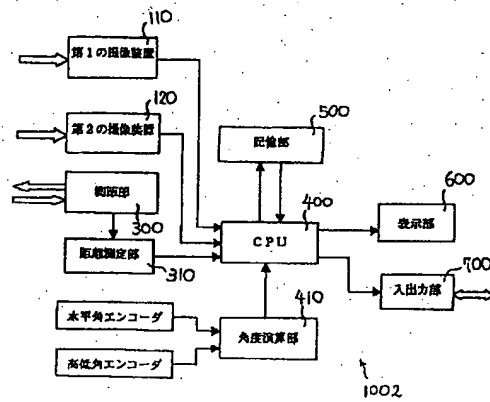 110
第1の撮像装置
120
第2の撮像装置
500
記憶部
測距部
300
400
CPU
600
表示部
距離測定部
310
700
入出力部
410
水平角エンコーダ
角度演算部
高低角エンコーダ
1002